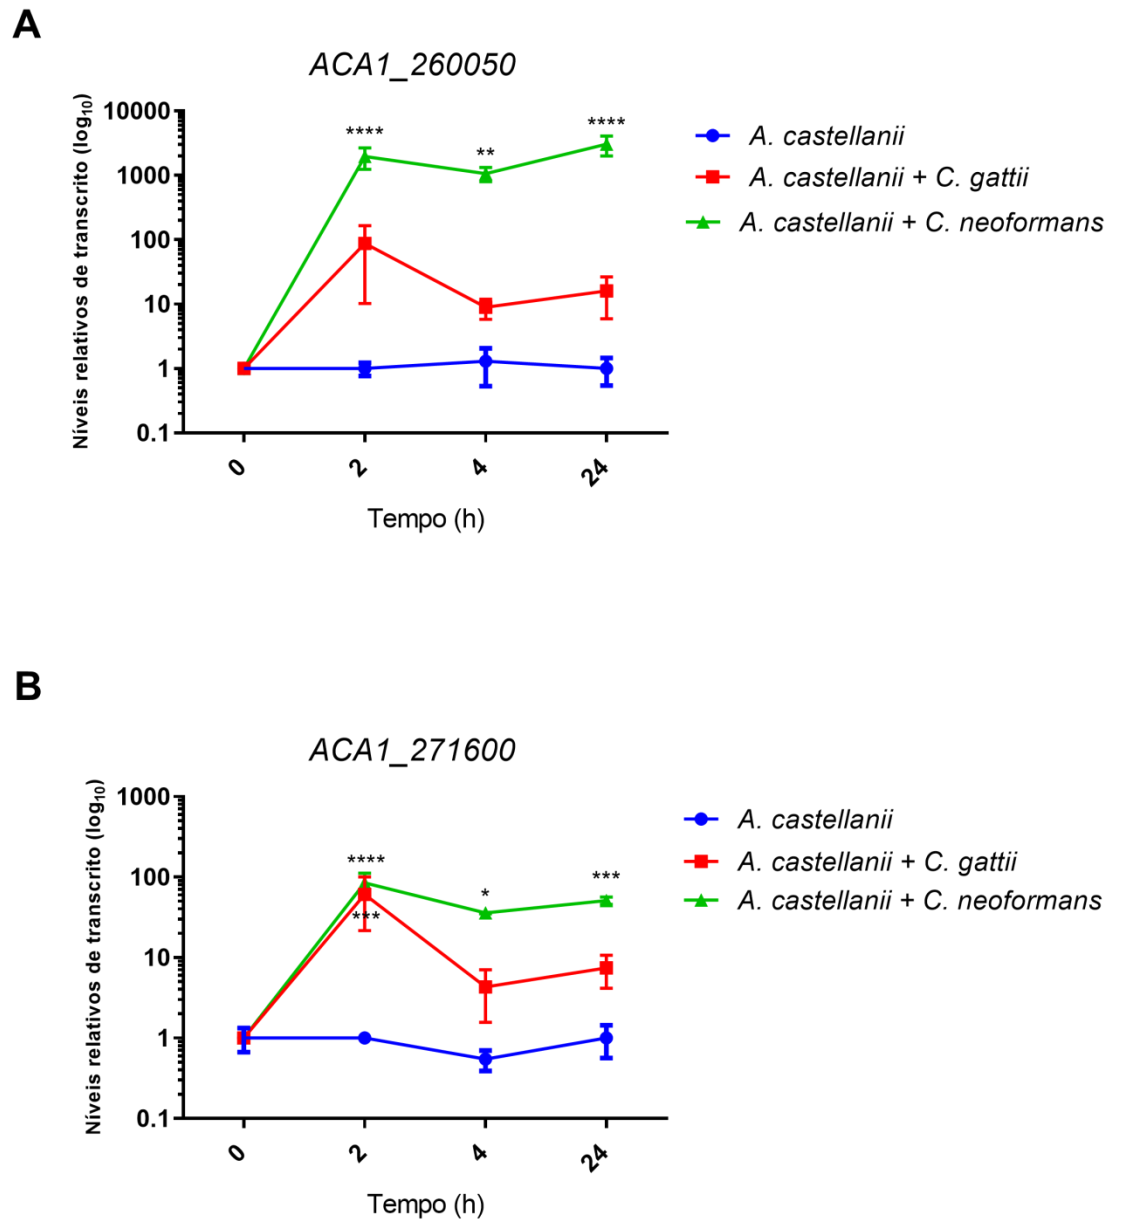 A
ACA1_260050
Níveis relativos de transcrito (log10)
10000
1000
100
10
1
0.1
****
**
****
0
2
4
24
Tempo (h)
A. castellanii
A. castellanii + C. gattii
A. castellanii + C. neoformans
B
ACA1_271600
Níveis relativos de transcrito (log10)
1000
100
10
1
0.1
****
***
*
***
0
2
4
24
Tempo (h)
A. castellanii
A. castellanii + C. gattii
A. castellanii + C. neoformans